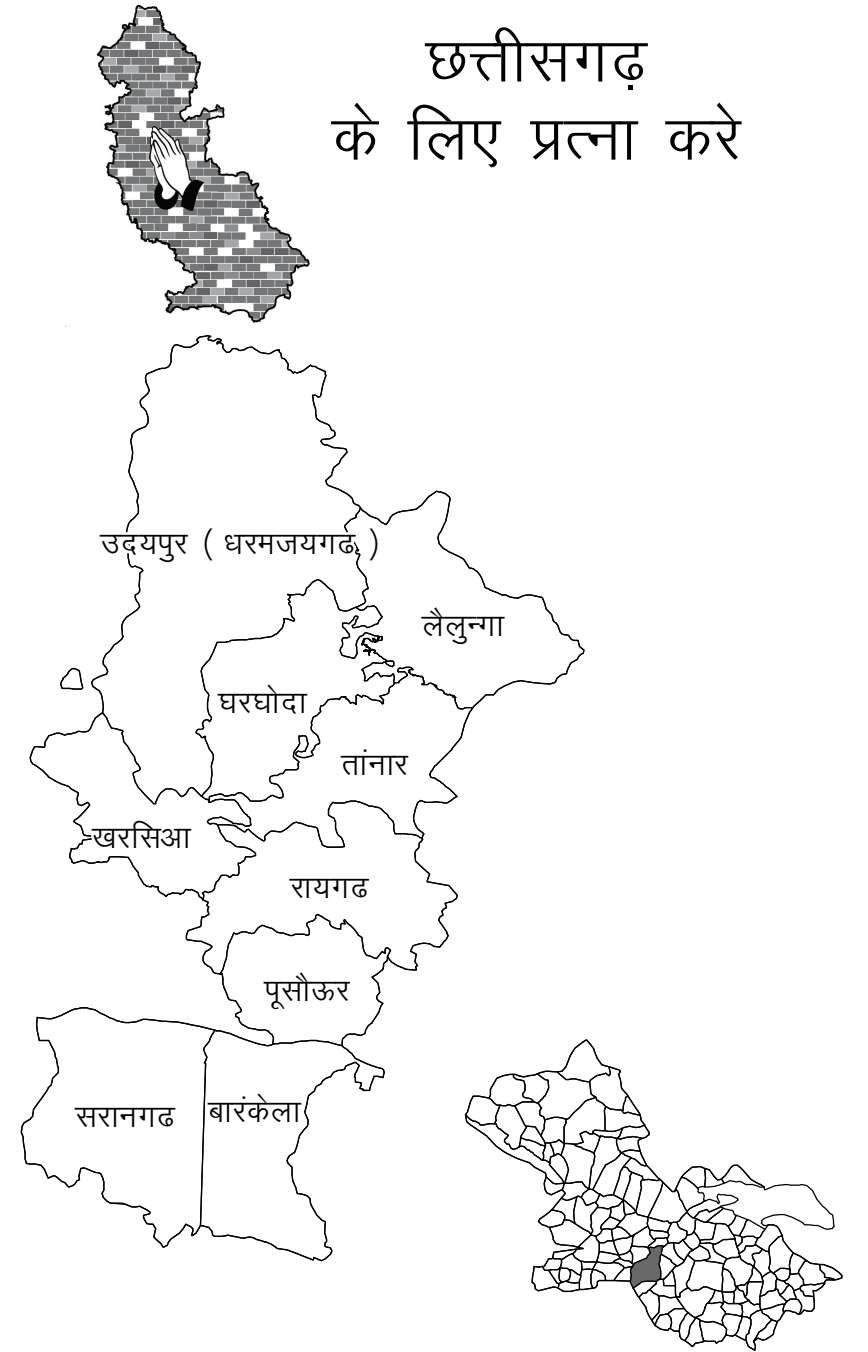 छत्तीसगढ़
के लिए प्रत्ना करे
उदयपुर ( धरमजयगढ )
लैलुन्गा
घरघोदा
तांनार
खरसिआ
रायगढ
पूसौऊर
सरानगढ
बारंकेला